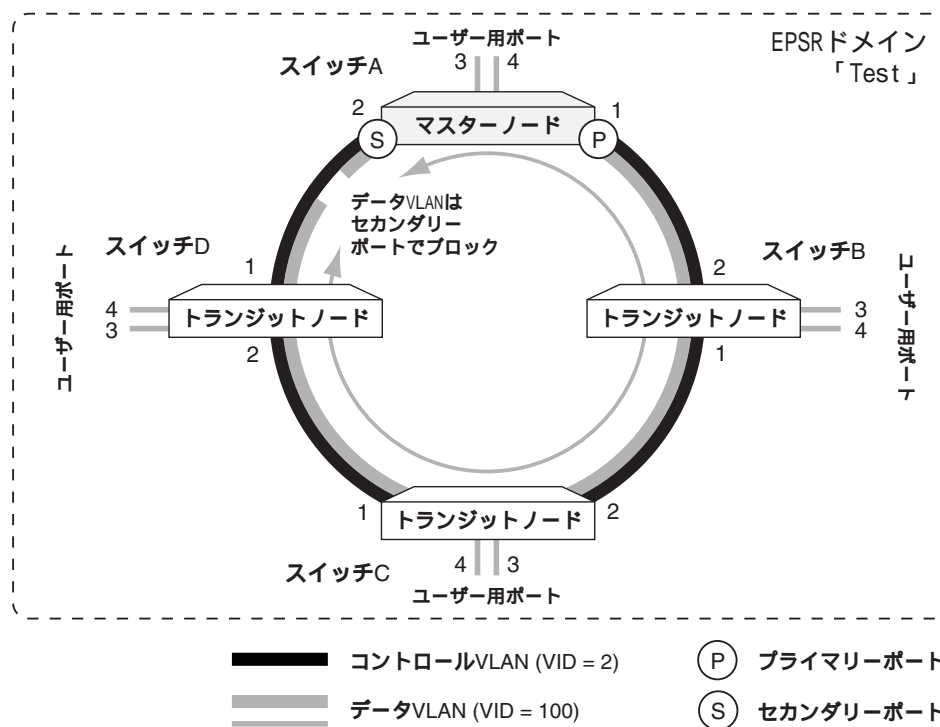 ユーザー用ポート
3 4
スイッチA
EPSRドメイン
「Test」
2
マスターノード
1
S
P
データVLANは
セカンダリー
ポートでブロック
スイッチD
スイッチB
ユーザー用ポート
1
2
ユーザー用ポート
4
3
トランジットノード
トランジットノード
3
4
2
1
1
トランジットノード
2
スイッチC
4 3
ユーザー用ポート
コントロールVLAN (VID = 2)
P プライマリーポート
データVLAN (VID = 100)
S セカンダリーポート